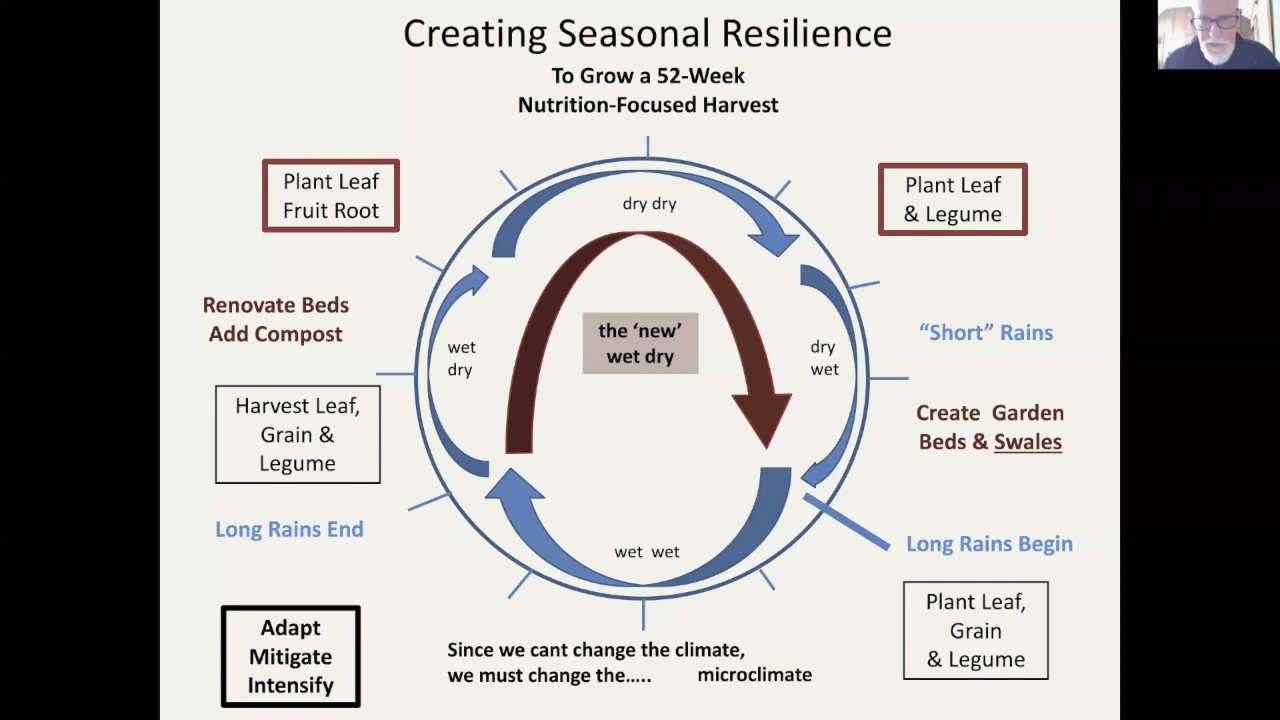 Creating Seasonal Resilience
To Grow a 52-Week
Nutrition-Focused Harvest
Plant Leaf
Fruit Root
dry dry
Plant Leaf
& Legume
Renovate Beds
Add Compost
the ‘new’
wet dry
“Short” Rains
wet
dry
dry
wet
Harvest Leaf,
Grain &
Legume
Create Garden
Beds & Swales
Long Rains End
wet wet
Long Rains Begin
Plant Leaf,
Grain
& Legume
Adapt
Mitigate
Intensify
Since we cant change the climate,
we must change the..... microclimate